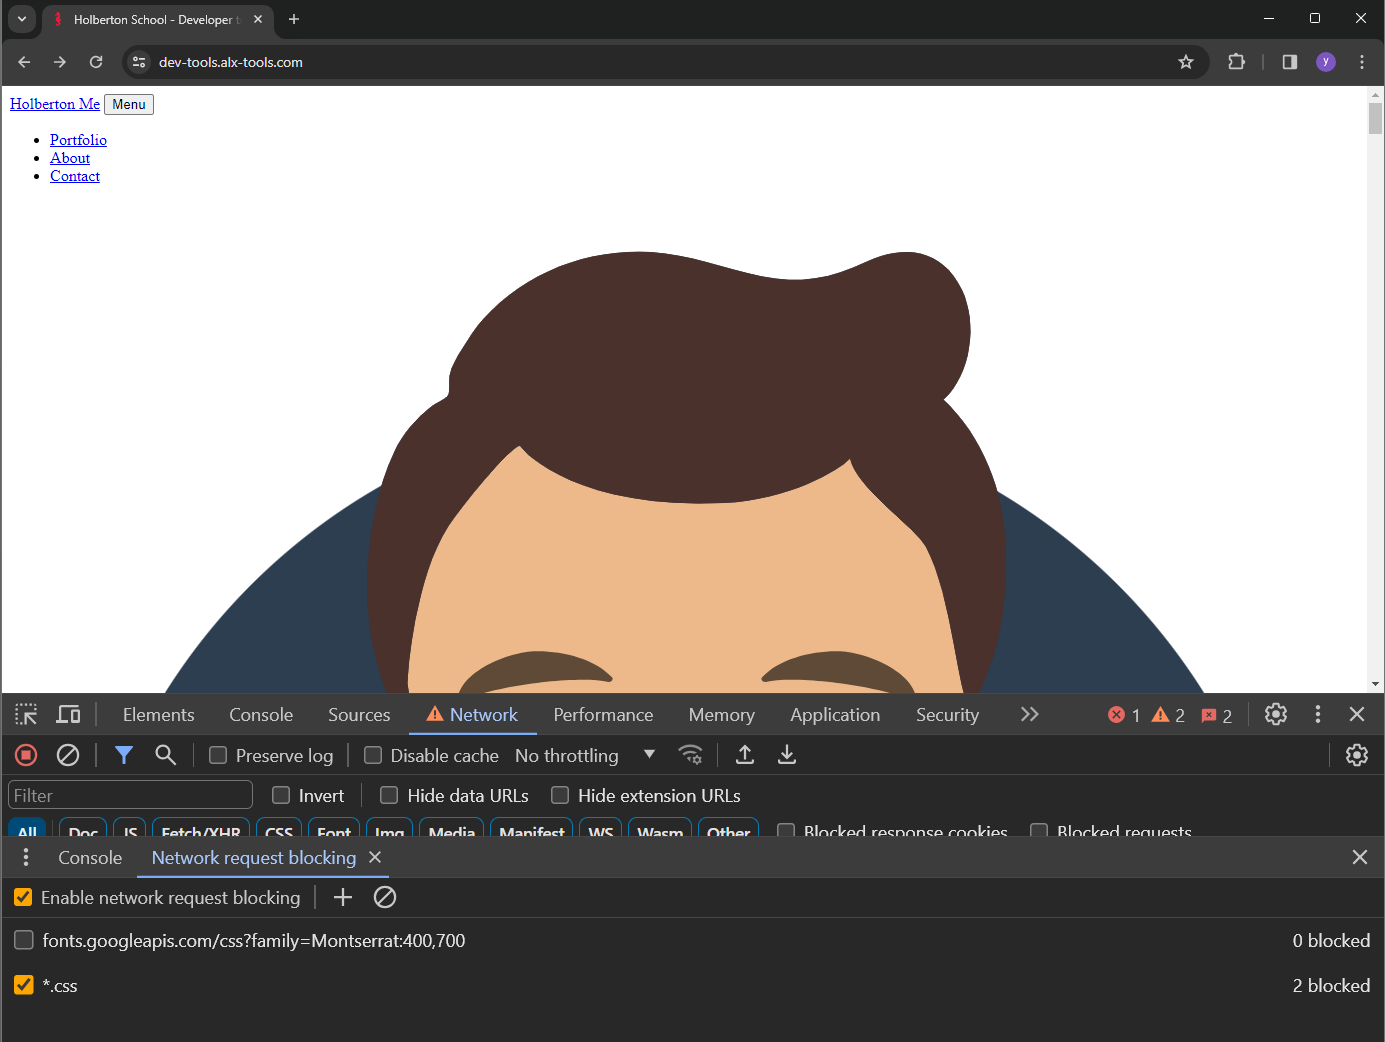 Holberton School - Developer t
dev-tools.alx-tools.com
y
Holberton Me Menu
Portfolio
About
Contact
Elements Console Sources Network Performance Memory Application Security 1 2 2
Preserve log Disable cache No throttling
Filter Invert Hide data URLs Hide extension URLs
All Doc JS Fetch/XHR CSS Font Img Media Manifest WS Wasm Other Blocked response cookies Blocked requests
Console Network request blocking
Enable network request blocking
fonts.googleapis.com/css?family=Montserrat:400,700 0 blocked
*.css 2 blocked